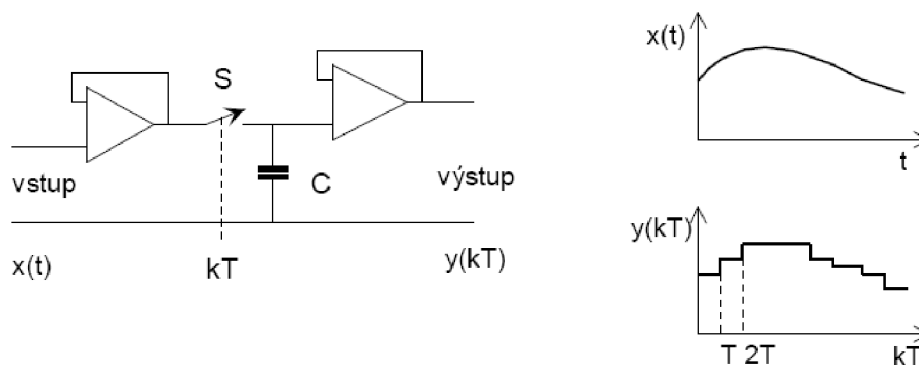 S
vstup
C
výstup
x(t)
kT
y(kT)
x(t)
t
y(kT)
T 2T
kT